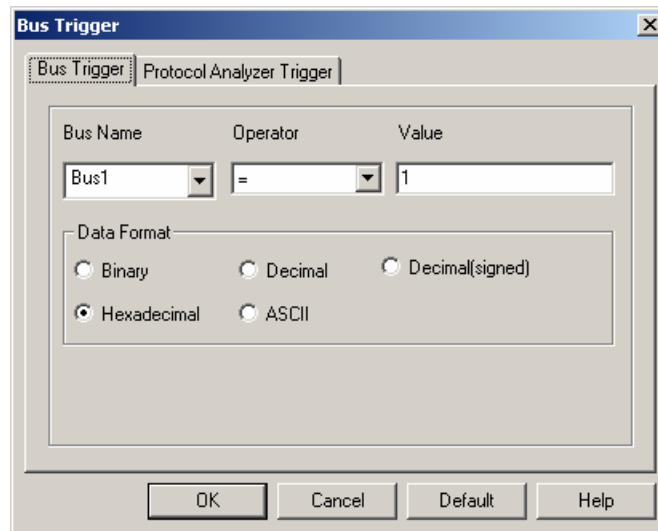 Bus Trigger
Bus Trigger Protocol Analyzer Trigger
Bus Name Operator Value
Bus1 = 1
Data Format
Binary Decimal Decimal(signed)
Hexadecimal ASCII
OK Cancel Default Help